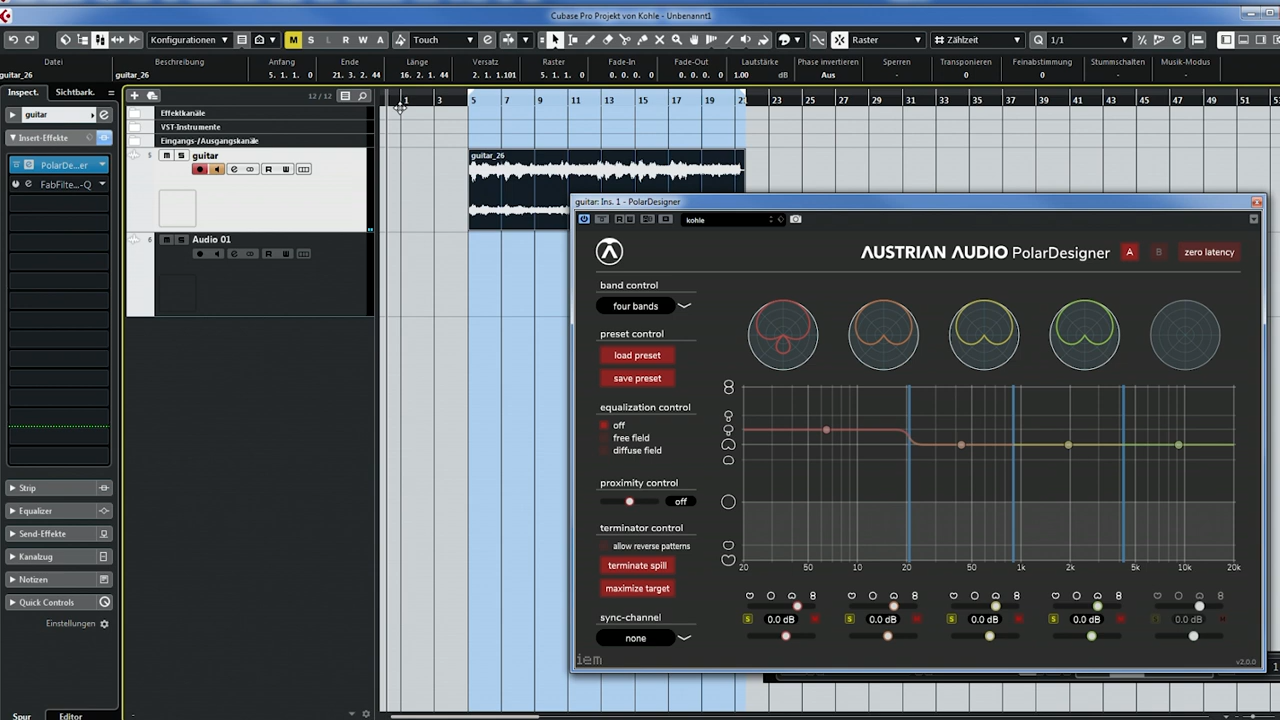 Cubase Pro Projekt von Kohle - Unbenannt1
Konfigurationen M S L R W A Touch Raster Zählzeit Q 1/1
Datei Beschreibung Anfang Ende Länge Versatz Raster Fade-In Fade-Out Lautstärke Phase invertieren Sperren Transponieren Feinabstimmung Stummschalten Musik-Modus
guitar_26 guitar_26 5. 1. 1. 0 21. 3. 2. 44 16. 2. 1. 44 2. 1. 1.101 5. 1. 1. 0 0. 0. 0. 0 0. 0. 0. 0 1.00 dB Aus 0 0
Inspect. Sichtbark. 12 / 12 1 3 5 7 9 11 13 15 17 19 21 23 25 27 29 31 33 35 37 39 41 43 45 47 49 51 53
guitar
Insert-Effekte
PolarDe...er
FabFilte...-Q
Strip
Equalizer
Send-Effekte
Kanalzug
Notizen
Quick Controls
Einstellungen
Spur Editor
Effektkanäle
VST-Instrumente
Eingangs-/Ausgangskanäle
5 M S guitar
R W
6 M S Audio 01
R W
guitar_26
guitar: Ins. 1 - PolarDesigner
kohle
AUSTRIAN AUDIO PolarDesigner A B zero latency
band control
four bands
preset control
load preset
save preset
equalization control
off
free field
diffuse field
proximity control
off
terminator control
allow reverse patterns
terminate spill
maximize target
sync-channel
none
20 50 10 20 50 1k 2k 5k 10k 20k
S 0.0 dB S 0.0 dB S 0.0 dB S 0.0 dB 0.0 dB
iem v2.0.0